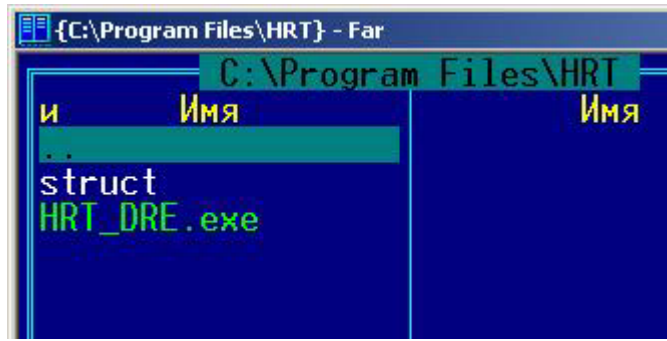 {C:\Program Files\HRT} - Far
C:\Program Files\HRT
и Имя Имя
..
struct
HRT_DRE.exe